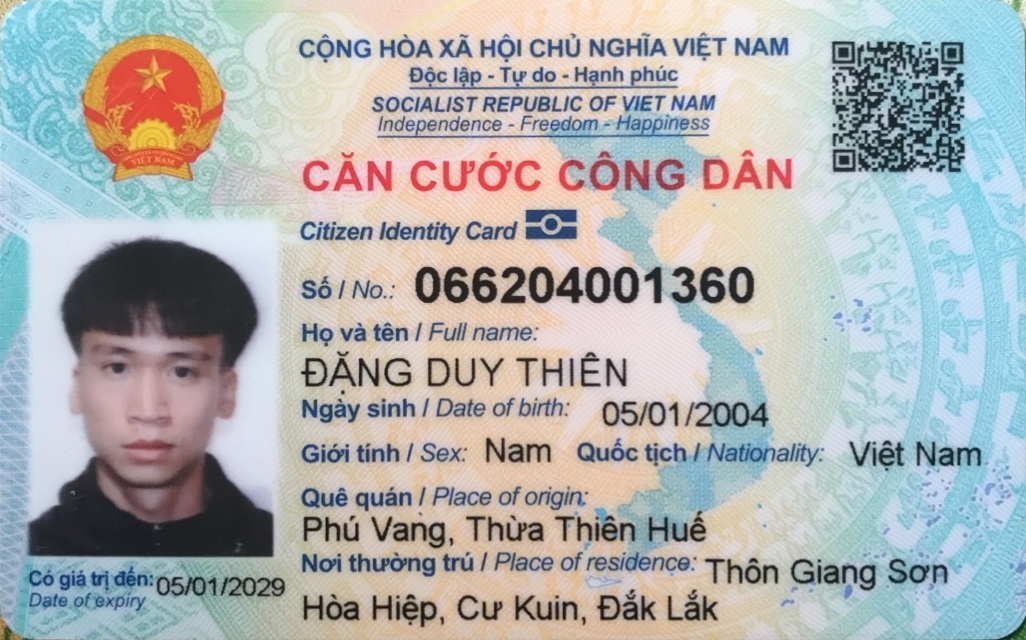 CỘNG HÒA XÃ HỘI CHỦ NGHĨA VIỆT NAM
Độc lập - Tự do - Hạnh phúc
SOCIALIST REPUBLIC OF VIET NAM
Independence - Freedom - Happiness
CĂN CƯỚC CÔNG DÂN
Citizen Identity Card
Số / No.: 066204001360
Họ và tên / Full name:
ĐẶNG DUY THIÊN
Ngày sinh / Date of birth: 05/01/2004
Giới tính / Sex: Nam Quốc tịch / Nationality: Việt Nam
Quê quán / Place of origin:
Phú Vang, Thừa Thiên Huế
Nơi thường trú / Place of residence: Thôn Giang Sơn
Hòa Hiệp, Cư Kuin, Đắk Lắk
Có giá trị đến: 05/01/2029
Date of expiry
VIỆT NAM